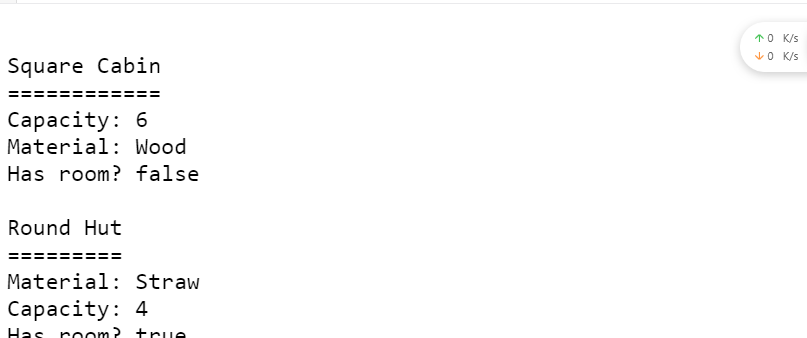 ↑ 0 K/s
↓ 0 K/s
Square Cabin
============
Capacity: 6
Material: Wood
Has room? false
Round Hut
=========
Material: Straw
Capacity: 4
Has room? true